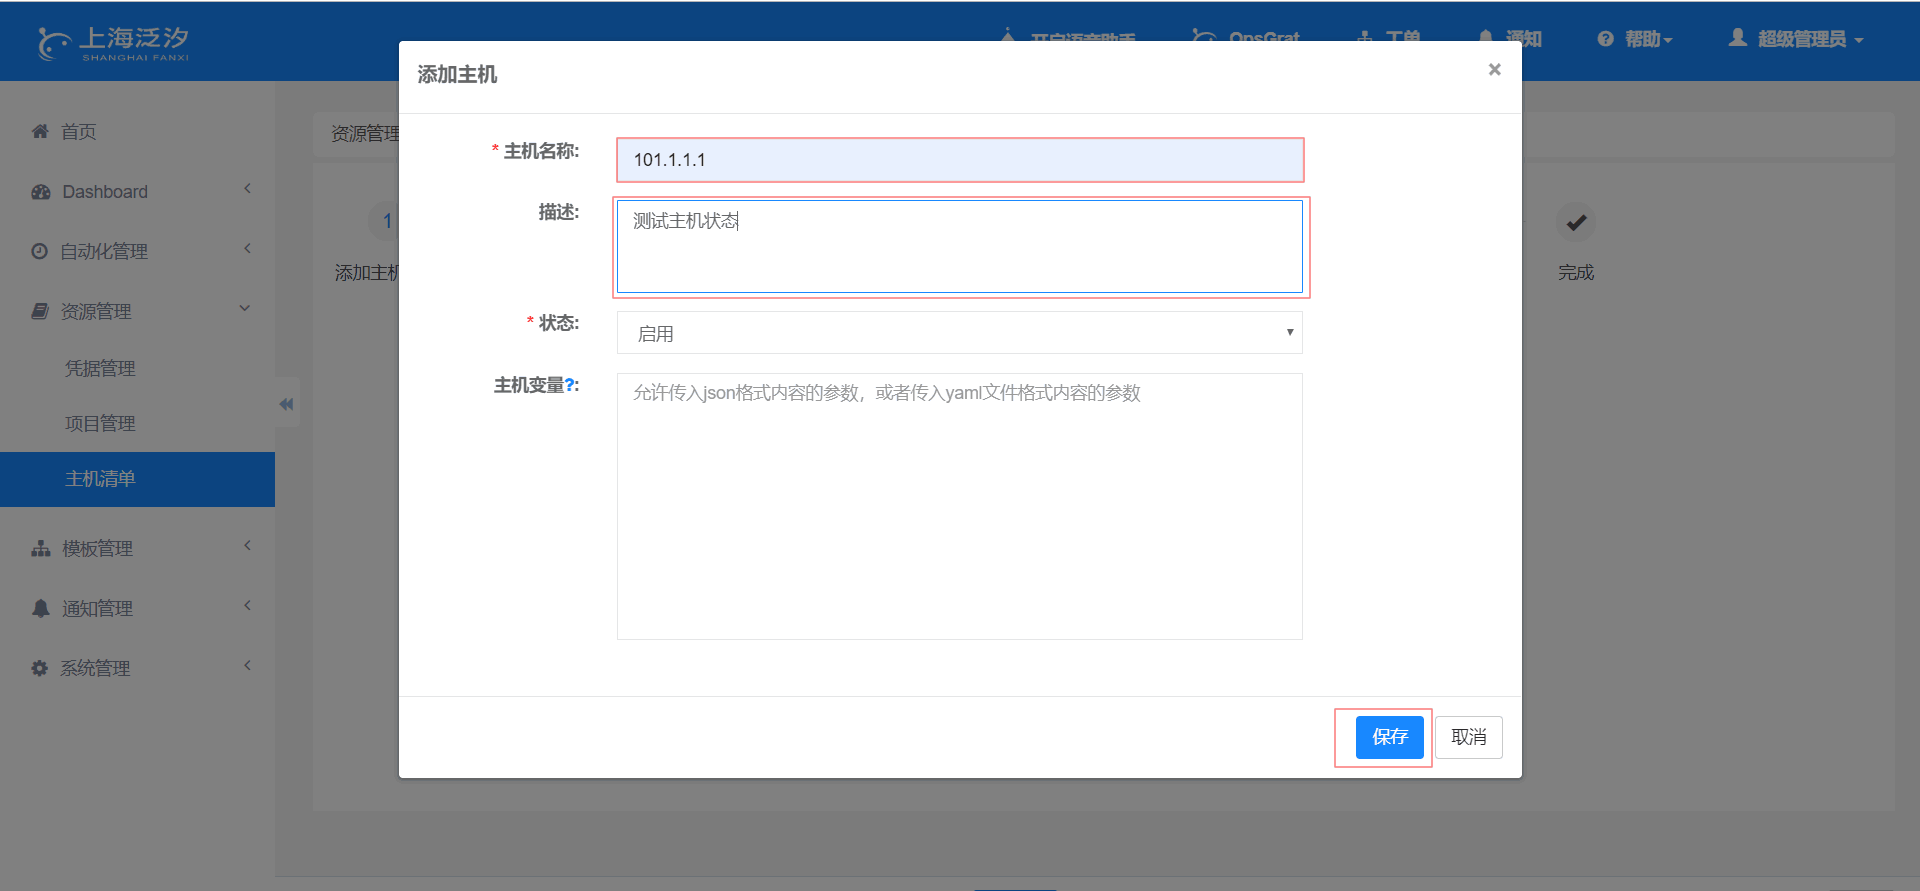 上海泛汐
SHANGHAI FANXI
开启语音助手
OpsGrat
工单
通知
帮助
超级管理员
首页
Dashboard
自动化管理
资源管理
凭据管理
项目管理
主机清单
模板管理
通知管理
系统管理
资源管理
1
添加主机
完成
添加主机
×
* 主机名称:
101.1.1.1
描述:
测试主机状态
* 状态:
启用
主机变量?:
允许传入json格式内容的参数，或者传入yaml文件格式内容的参数
保存
取消